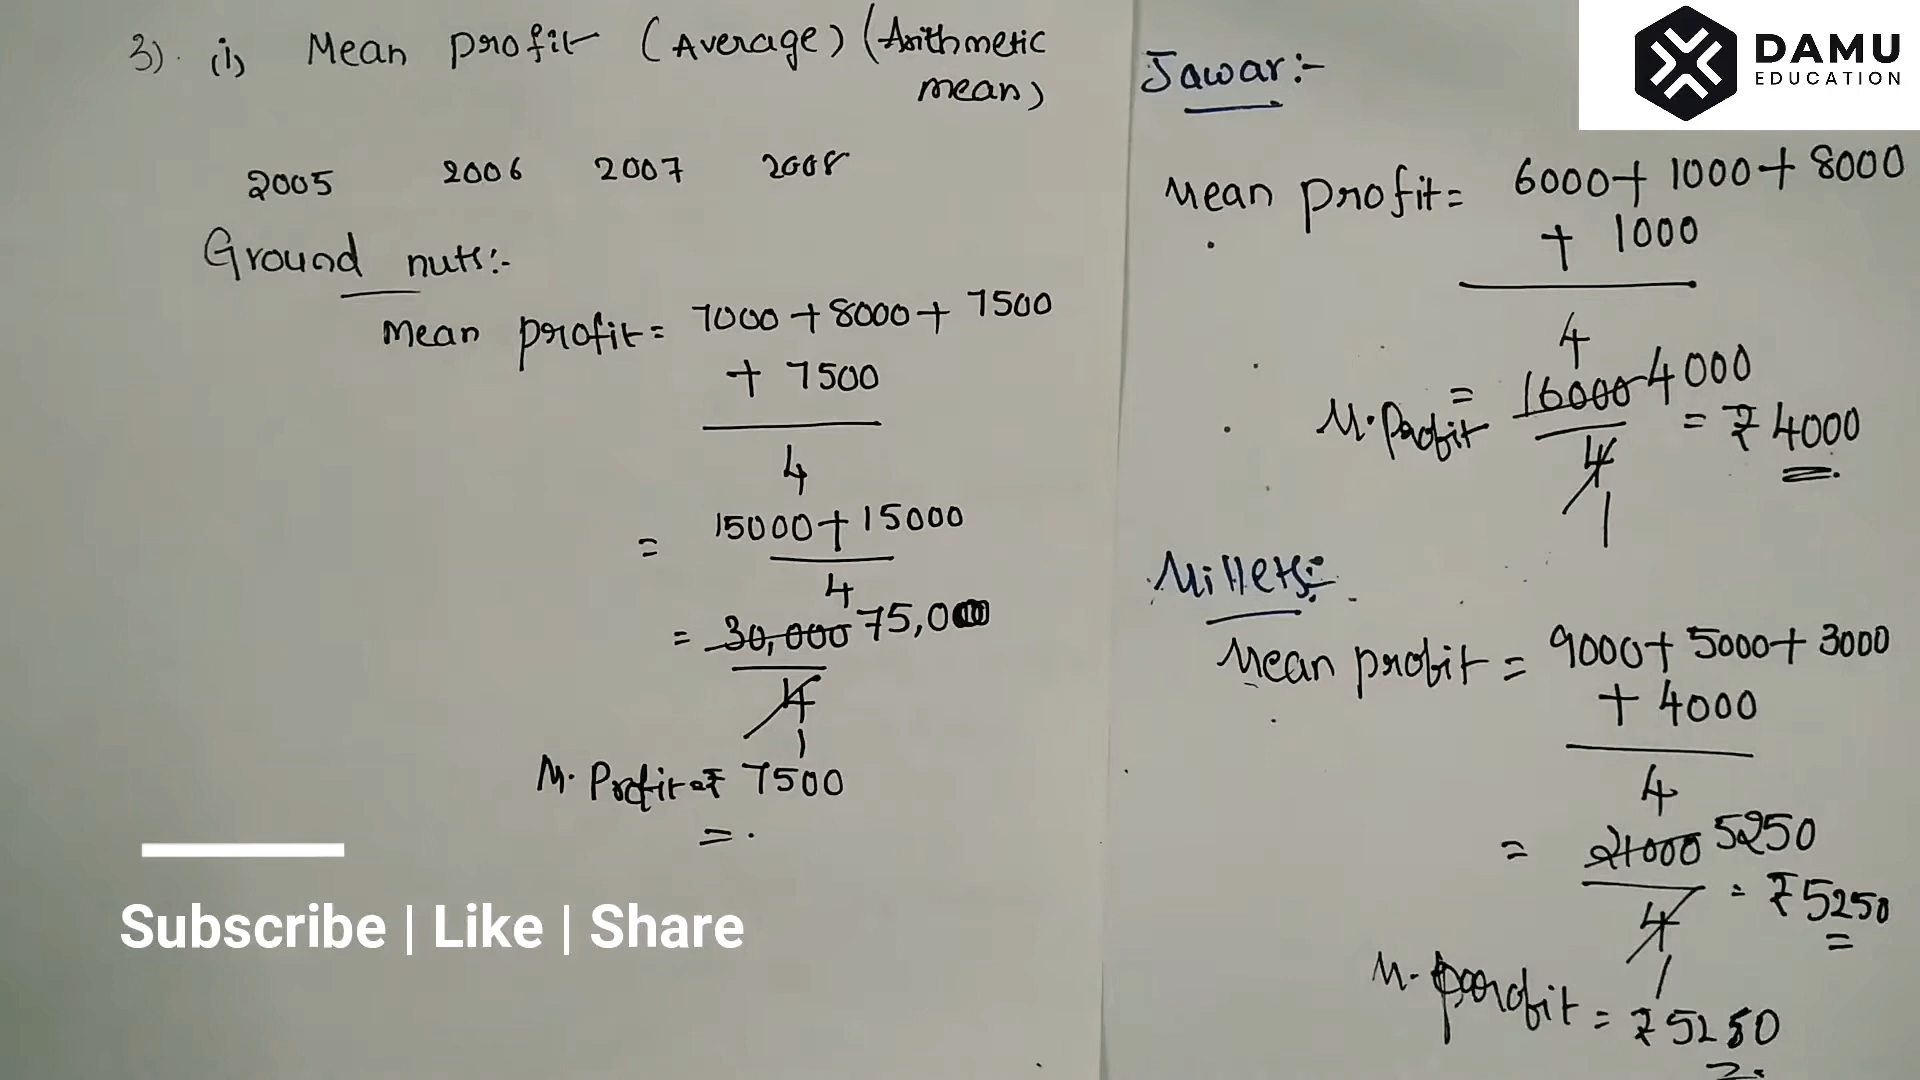 3). (i) Mean profit (Average) (Arithmetic
mean)
2005 2006 2007 2008
Ground nuts:-
Mean profit = 7000 + 8000 + 7500
+ 7500
4
= 15000 + 15000
4
= 30,000 75,0
4
1
M. Profit = ₹ 7500
=
Subscribe | Like | Share
Jawar:-
Mean profit = 6000 + 1000 + 8000
+ 1000
4
M. Profit = 16000 4000
4
1
= ₹ 4000
Millets:-
Mean profit = 9000 + 5000 + 3000
+ 4000
4
= 21000 5250
4
1
= ₹5250
M. profit = ₹5250
DAMU
EDUCATION